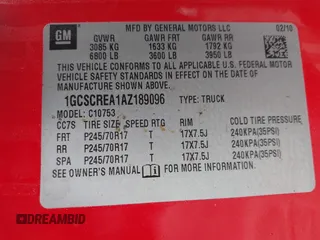 GM
MFD BY GENERAL MOTORS LLC 02/10
GVWR GAWR FRT GAWR RR
3085 KG 1633 KG 1792 KG
6800 LB 3600 LB 3950 LB
THIS VEHICLE CONFORMS TO ALL APPLICABLE
U.S. FEDERAL MOTOR VEHICLE SAFETY
STANDARDS IN EFFECT ON THE DATE OF
MANUFACTURE SHOWN ABOVE.
1GCSCREA1AZ189096 TYPE: TRUCK
MODEL: C10753
CC7S TIRE SIZE SPEED RTG RIM COLD TIRE PRESSURE
FRT P245/70R17 T 17X7.5J 240KPA(35PSI)
RR P245/70R17 T 17X7.5J 240KPA(35PSI)
SPA P245/70R17 T 17X7.5J 240KPA(35PSI)
SEE OWNER'S MANUAL FOR MORE INFORMATION.
DREAMBID